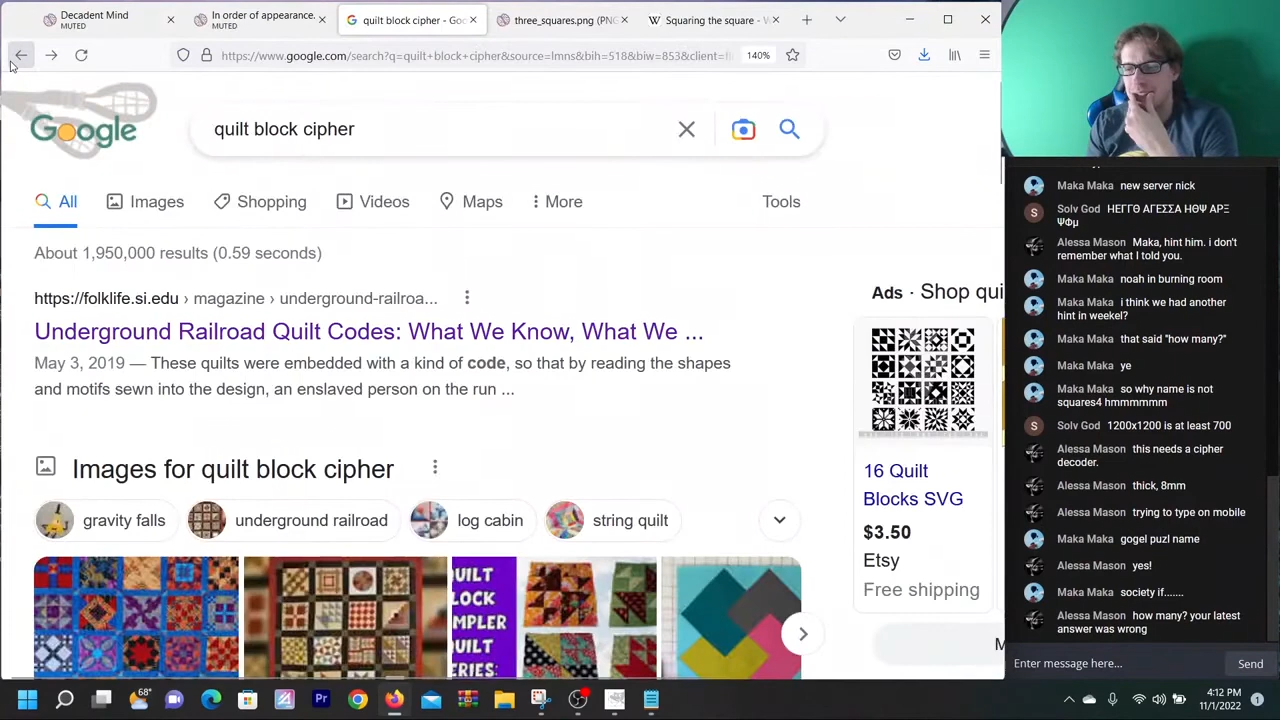 Decadent Mind
MUTED
In order of appearance.
MUTED
quilt block cipher - Goo
three_squares.png (PNG
Squaring the square - W
https://www.google.com/search?q=quilt+block+cipher&source=lmns&bih=518&biw=853&client=
140%
Google
quilt block cipher
All
Images
Shopping
Videos
Maps
More
Tools
About 1,950,000 results (0.59 seconds)
https://folklife.si.edu › magazine › underground-railroa...
Underground Railroad Quilt Codes: What We Know, What We ...
May 3, 2019 — These quilts were embedded with a kind of code, so that by reading the shapes
and motifs sewn into the design, an enslaved person on the run ...
Images for quilt block cipher
gravity falls
underground railroad
log cabin
string quilt
QUILT
BLOCK
SAMPLER
QUILT
SERIES:
Ads · Shop qui
16 Quilt
Blocks SVG
$3.50
Etsy
Free shipping
M
Maka Maka new server nick
Solv God ΗΕΓΓΘ ΑΓΕΣΣΑ ΗΘΨ ΑΡΞ
ΨΦμ
Alessa Mason Maka, hint him. i don't
remember what I told you.
Maka Maka noah in burning room
Maka Maka i think we had another
hint in weekel?
Maka Maka that said "how many?"
Maka Maka ye
Maka Maka so why name is not
squares4 hmmmmmm
Solv God 1200x1200 is at least 700
Alessa Mason this needs a cipher
decoder.
Alessa Mason thick, 8mm
Alessa Mason trying to type on mobile
Maka Maka gogel puzl name
Alessa Mason yes!
Maka Maka society if.......
Alessa Mason how many? your latest
answer was wrong
Enter message here...
Send
68°
Pr
4:12 PM
11/1/2022
1